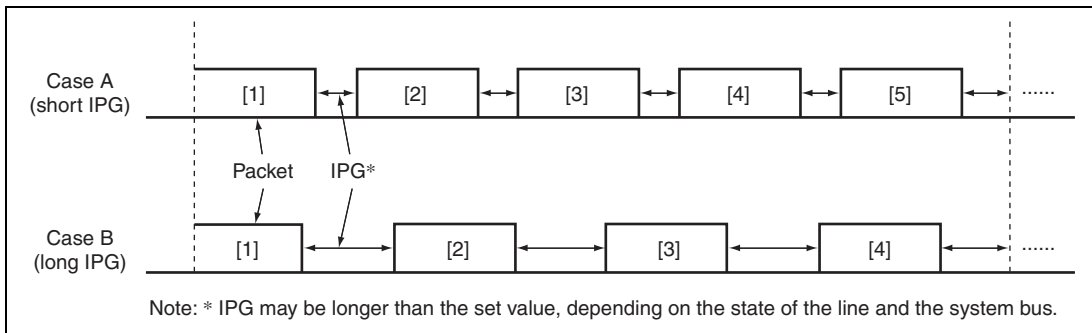 Case A
(short IPG)
[1] [2] [3] [4] [5] ......
Packet IPG*
Case B
(long IPG)
[1] [2] [3] [4] ......
Note: * IPG may be longer than the set value, depending on the state of the line and the system bus.